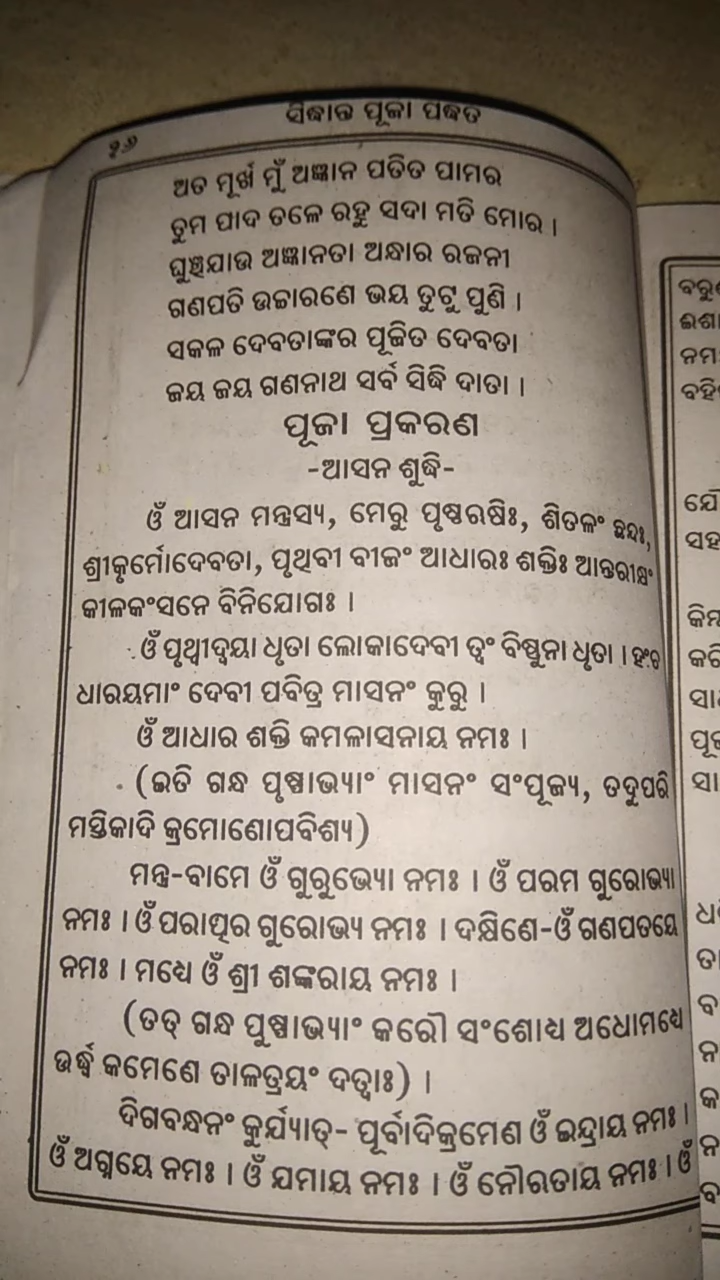 ସିଦ୍ଧାନ୍ତ ପୂଜା ପଦ୍ଧତି
ଅତ ମୂର୍ଖ ମୁଁ ଅଜ୍ଞାନ ପତିତ ପାମର
ତୁମ ପାଦ ତଳେ ରହୁ ସଦା ମତି ମୋର ।
ଘୁଞ୍ଚିଯାଉ ଅଜ୍ଞାନତା ଅନ୍ଧାର ରଜନୀ
ଗଣପତି ଉଚ୍ଚାରଣେ ଭୟ ତୁଟୁ ପୁଣି ।
ସକଳ ଦେବତାଙ୍କର ପୂଜିତ ଦେବତା
ଜୟ ଜୟ ଗଣନାଥ ସର୍ବ ସିଦ୍ଧି ଦାତା ।
ପୂଜା ପ୍ରକରଣ
-ଆସନ ଶୁଦ୍ଧି-
ଓଁ ଆସନ ମନ୍ତ୍ରସ୍ୟ, ମେରୁ ପୃଷ୍ଠଋଷିଃ, ଶିତଳଂ ଛନ୍ଦଃ,
ଶ୍ରୀକୂର୍ମୋଦେବତା, ପୃଥିବୀ ବୀଜଂ ଆଧାରଃ ଶକ୍ତିଃ ଆନ୍ତରୀକ୍ଷଂ
କୀଳକଂସନେ ବିନିଯୋଗଃ ।
ଓଁ ପୃଥ୍ୱୀଦ୍ୱୟା ଧୃତା ଲୋକାଦେବୀ ତ୍ୱଂ ବିଷ୍ଣୁନା ଧୃତା ।
ଧାରୟମାଂ ଦେବୀ ପବିତ୍ର ମାସନଂ କୁରୁ ।
ଓଁ ଆଧାର ଶକ୍ତି କମଳାସନାୟ ନମଃ ।
(ଇତି ଗନ୍ଧ ପୃଷ୍ପାଭ୍ୟାଂ ମାସନଂ ସଂପୂଜ୍ୟ, ତଦୁପରି
ମସ୍ତିକାଦି କ୍ରମୋଣୋପବିଶ୍ୟ)
ମନ୍ତ୍ର-ବାମେ ଓଁ ଗୁରୁଭ୍ୟୋ ନମଃ । ଓଁ ପରମ ଗୁରୋଭ୍ୟା
ନମଃ । ଓଁ ପରାତ୍ପର ଗୁରୋଭ୍ୟ ନମଃ । ଦକ୍ଷିଣେ-ଓଁ ଗଣପତୟେ
ନମଃ । ମଧ୍ୟେ ଓଁ ଶ୍ରୀ ଶଙ୍କରାୟ ନମଃ ।
(ତତ୍ ଗନ୍ଧ ପୁଷ୍ପାଭ୍ୟାଂ କରୌ ସଂଶୋଧ୍ୟ ଅଧୋମଧ୍ୟେ
ଉର୍ଦ୍ଧ୍ୱ କମେଣେ ତାଳତ୍ରୟଂ ଦତ୍ୱାଃ) ।
ଦିଗବନ୍ଧନଂ କୁର୍ଯ୍ୟାତ୍- ପୂର୍ବାଦିକ୍ରମେଣ ଓଁ ଇନ୍ଦ୍ରାୟ ନମଃ ।
ଓଁ ଅଗ୍ନୟେ ନମଃ । ଓଁ ଯମାୟ ନମଃ । ଓଁ ନୌରତାୟ ନମଃ । ଓଁ